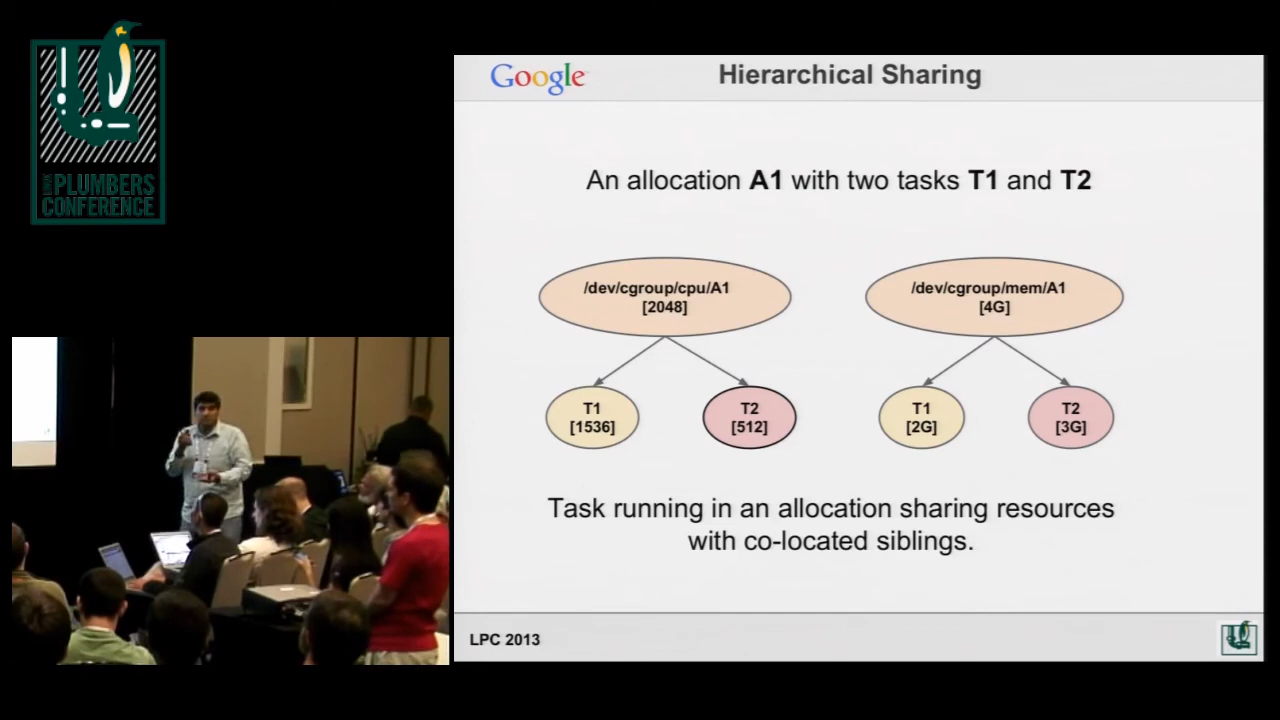 LINUX
PLUMBERS
CONFERENCE
Google
Hierarchical Sharing
An allocation A1 with two tasks T1 and T2
/dev/cgroup/cpu/A1
[2048]
/dev/cgroup/mem/A1
[4G]
T1
[1536]
T2
[512]
T1
[2G]
T2
[3G]
Task running in an allocation sharing resources
with co-located siblings.
LPC 2013